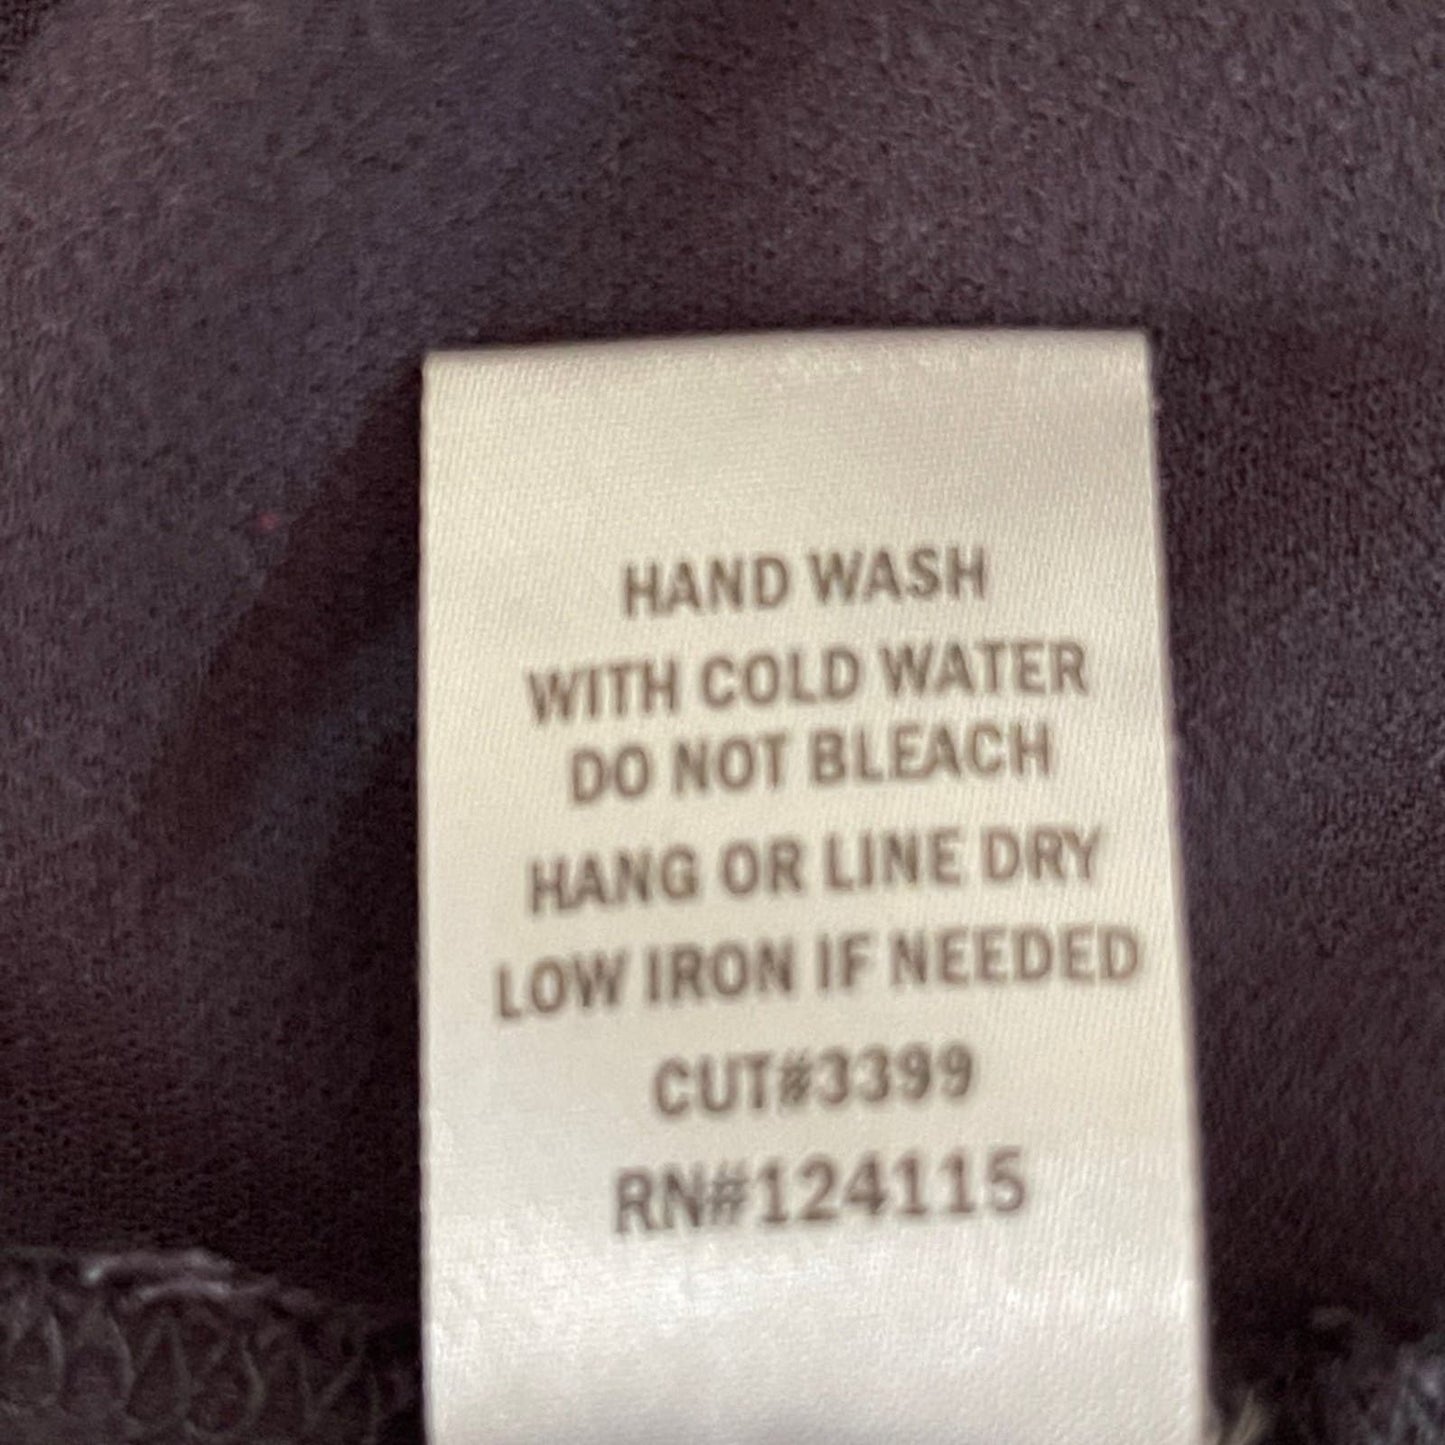 HAND WASH
WITH COLD WATER
DO NOT BLEACH
HANG OR LINE DRY
LOW IRON IF NEEDED
CUT#3399
RN#124115